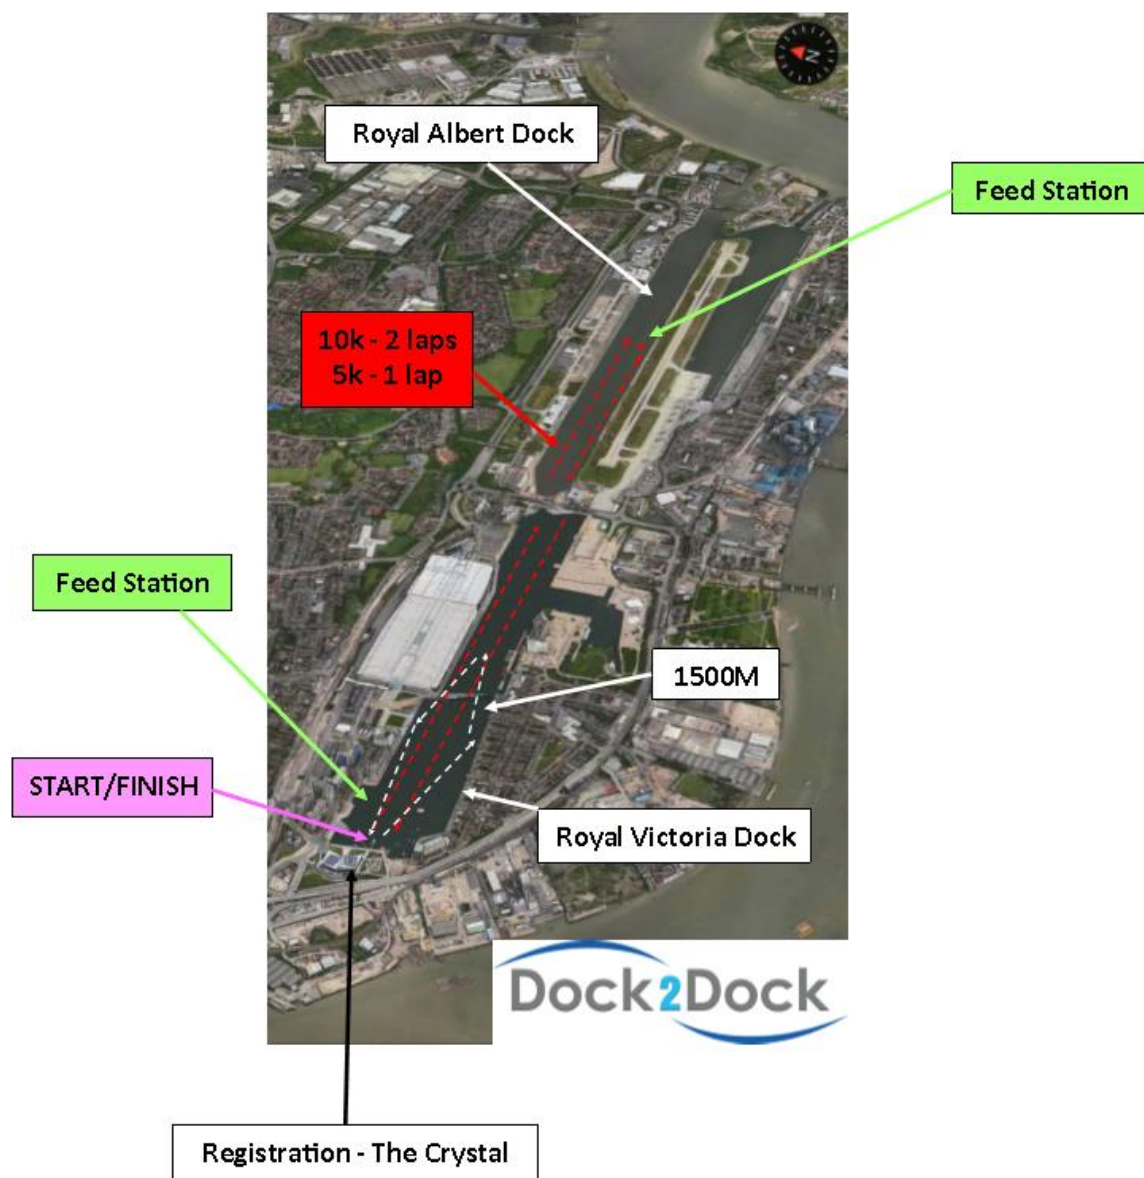 N
Royal Albert Dock
Feed Station
10k - 2 laps
5k - 1 lap
Feed Station
1500M
START/FINISH
Royal Victoria Dock
Dock2Dock
Registration - The Crystal